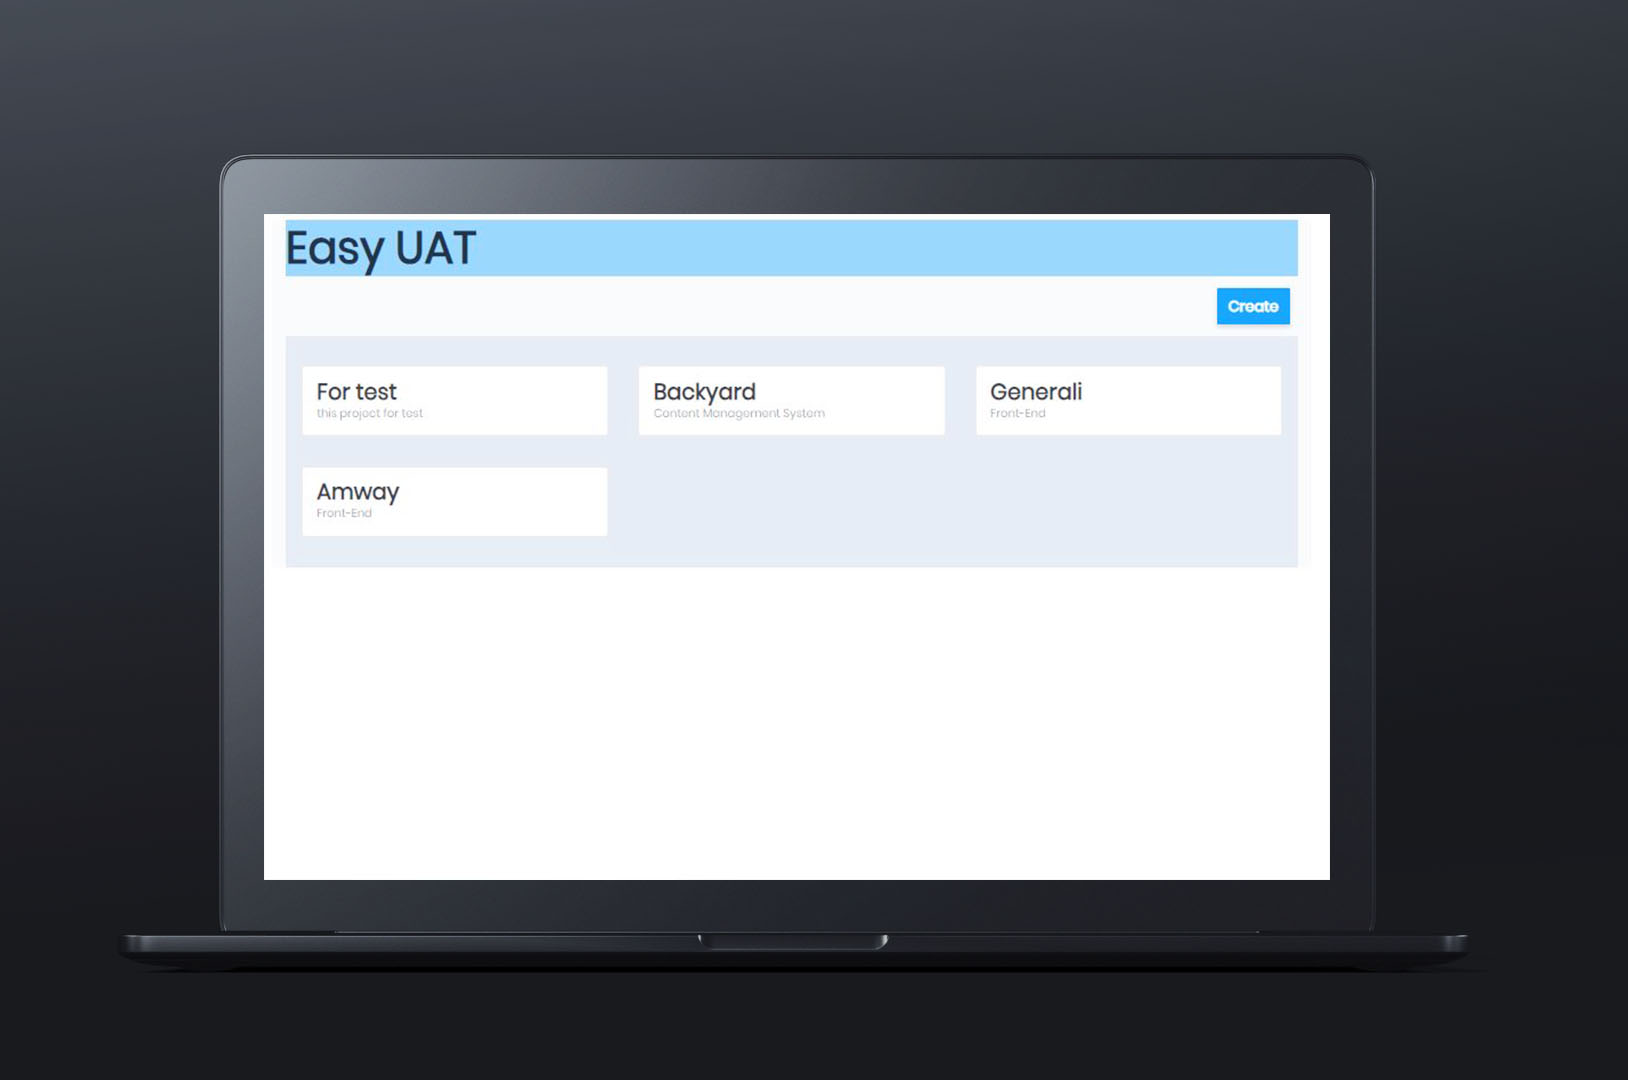 Easy UAT
Create
For test
this project for test
Backyard
Content Management System
Generali
Front-End
Amway
Front-End